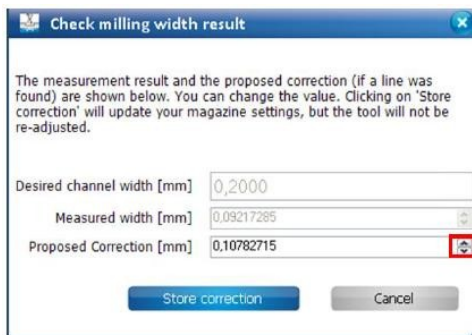 Check milling width result
The measurement result and the proposed correction (if a line was
found) are shown below. You can change the value. Clicking on 'Store
correction' will update your magazine settings, but the tool will not be
re-adjusted.
Desired channel width [mm] 0,2000
Measured width [mm] 0,09217285
Proposed Correction [mm] 0,10782715
Store correction Cancel